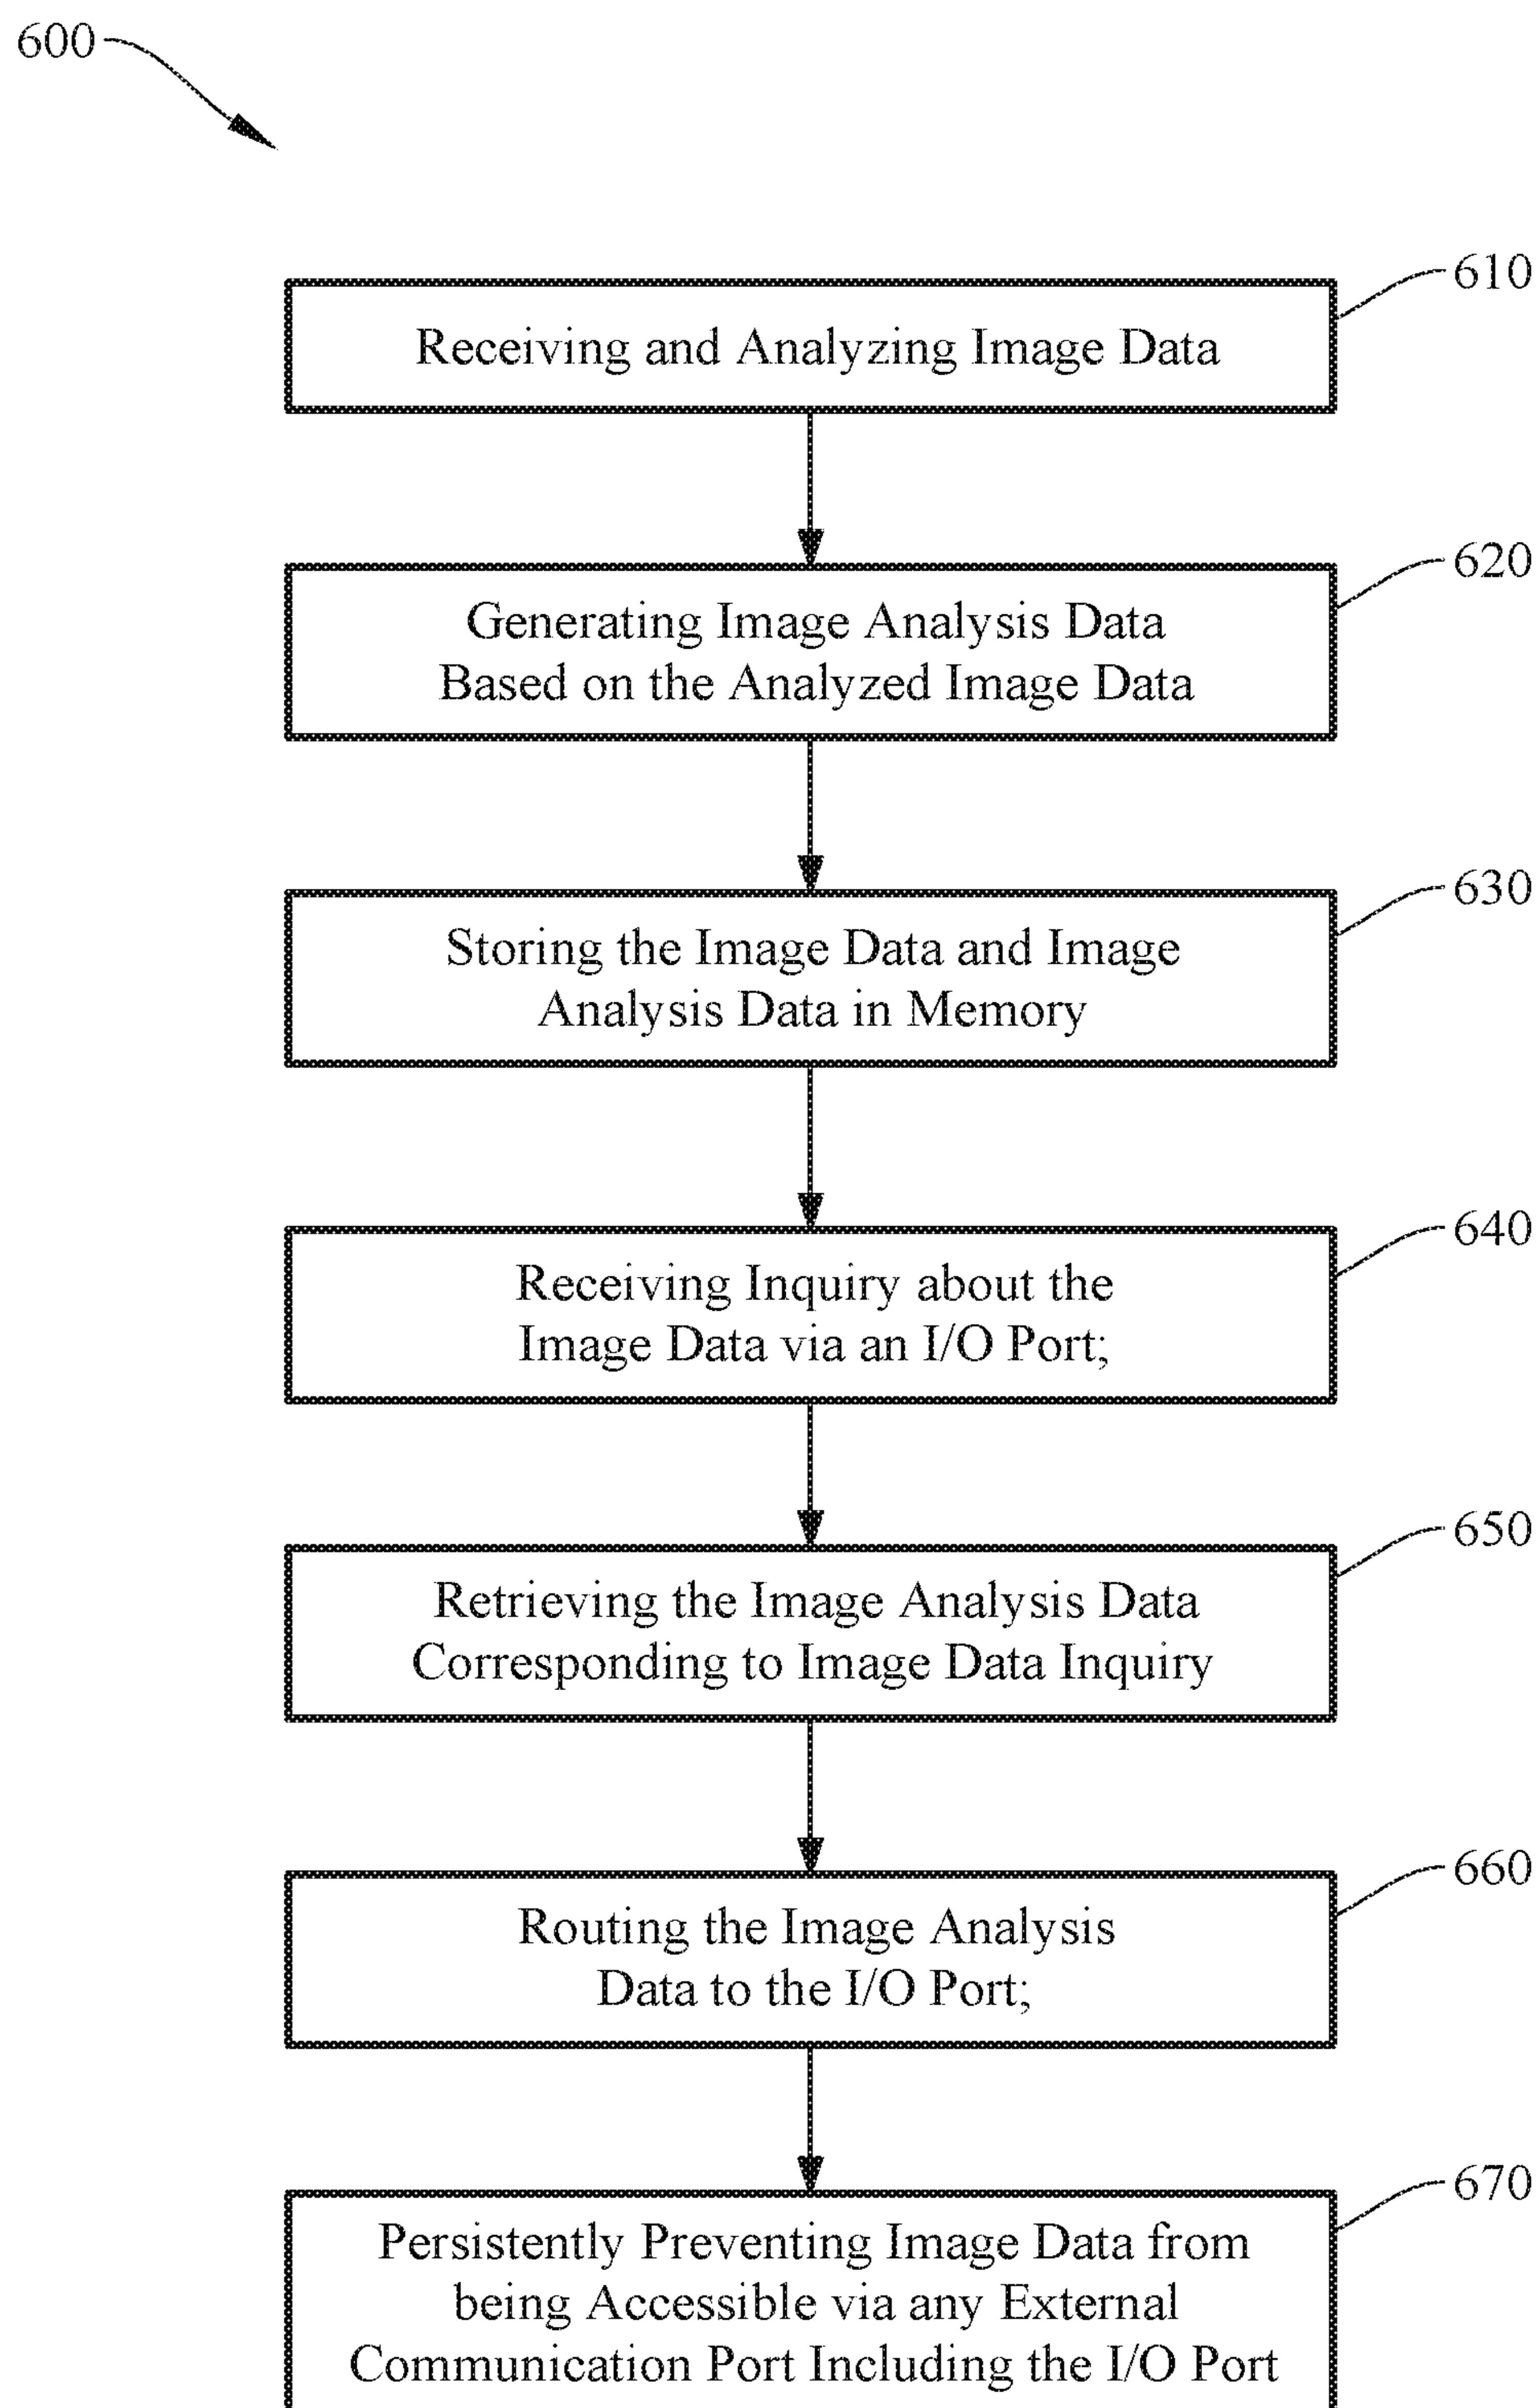 600
610
Receiving and Analyzing Image Data
620
Generating Image Analysis Data
Based on the Analyzed Image Data
630
Storing the Image Data and Image
Analysis Data in Memory
640
Receiving Inquiry about the
Image Data via an I/O Port;
650
Retrieving the Image Analysis Data
Corresponding to Image Data Inquiry
660
Routing the Image Analysis
Data to the I/O Port;
670
Persistently Preventing Image Data from
being Accessible via any External
Communication Port Including the I/O Port